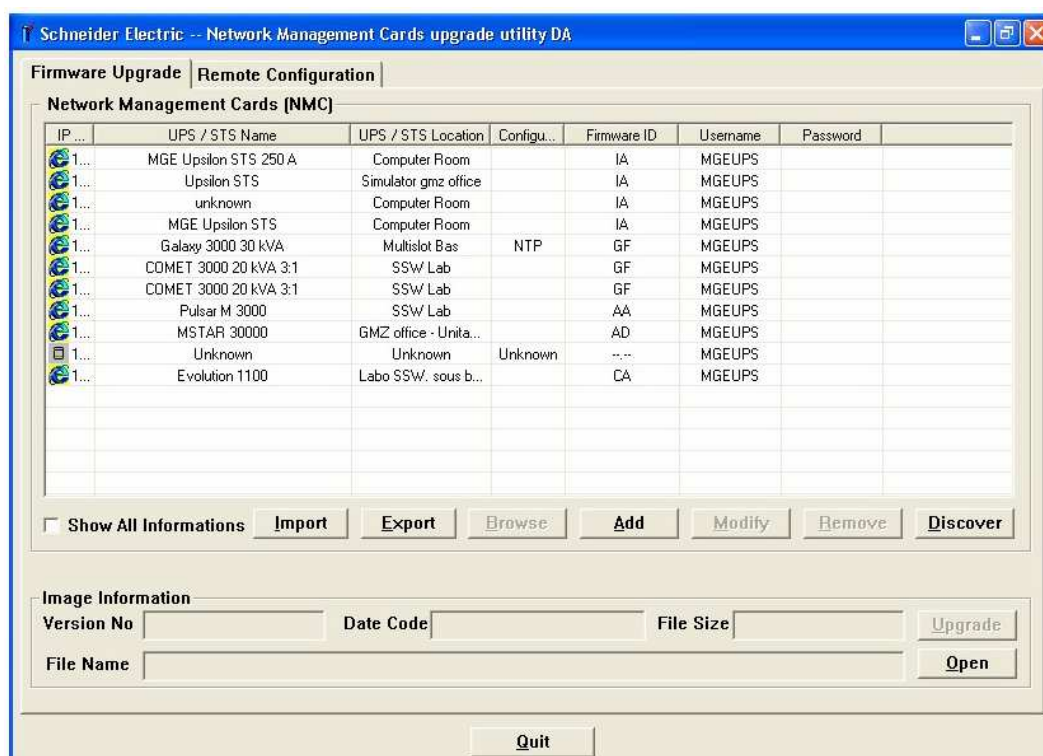 Schneider Electric -- Network Management Cards upgrade utility DA
Firmware Upgrade Remote Configuration
Network Management Cards (NMC)
IP ... UPS / STS Name UPS / STS Location Configu... Firmware ID Username Password
1... MGE Upsilon STS 250 A Computer Room IA MGEUPS
1... Upsilon STS Simulator gmz office IA MGEUPS
1... unknown Computer Room IA MGEUPS
1... MGE Upsilon STS Computer Room IA MGEUPS
1... Galaxy 3000 30 kVA Multislot Bas NTP GF MGEUPS
1... COMET 3000 20 kVA 3:1 SSW Lab GF MGEUPS
1... COMET 3000 20 kVA 3:1 SSW Lab GF MGEUPS
1... Pulsar M 3000 SSW Lab AA MGEUPS
1... MSTAR 30000 GMZ office - Unita... AD MGEUPS
1... Unknown Unknown Unknown --.-- MGEUPS
1... Evolution 1100 Labo SSW. sous b... CA MGEUPS
Show All Informations Import Export Browse Add Modify Remove Discover
Image Information
Version No Date Code File Size Upgrade
File Name Open
Quit